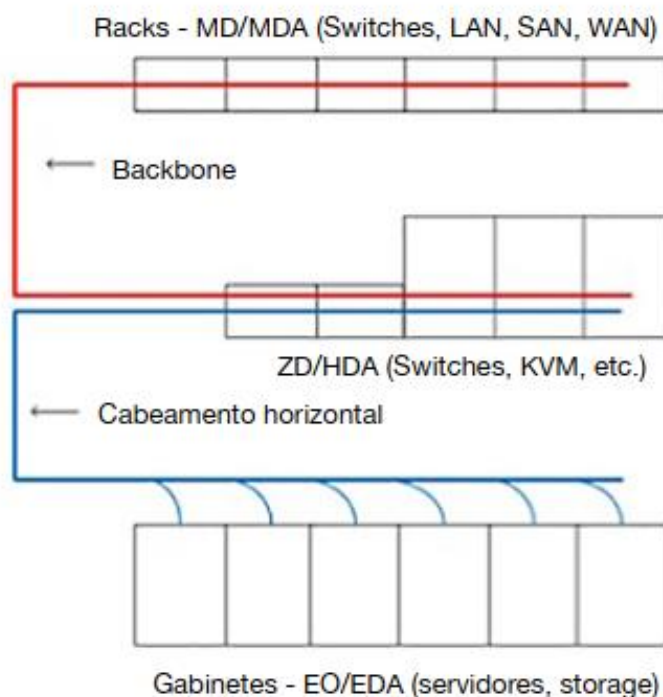 Racks - MD/MDA (Switches, LAN, SAN, WAN)
Backbone
ZD/HDA (Switches, KVM, etc.)
Cabeamento horizontal
Gabinetes - EO/EDA (servidores, storage)